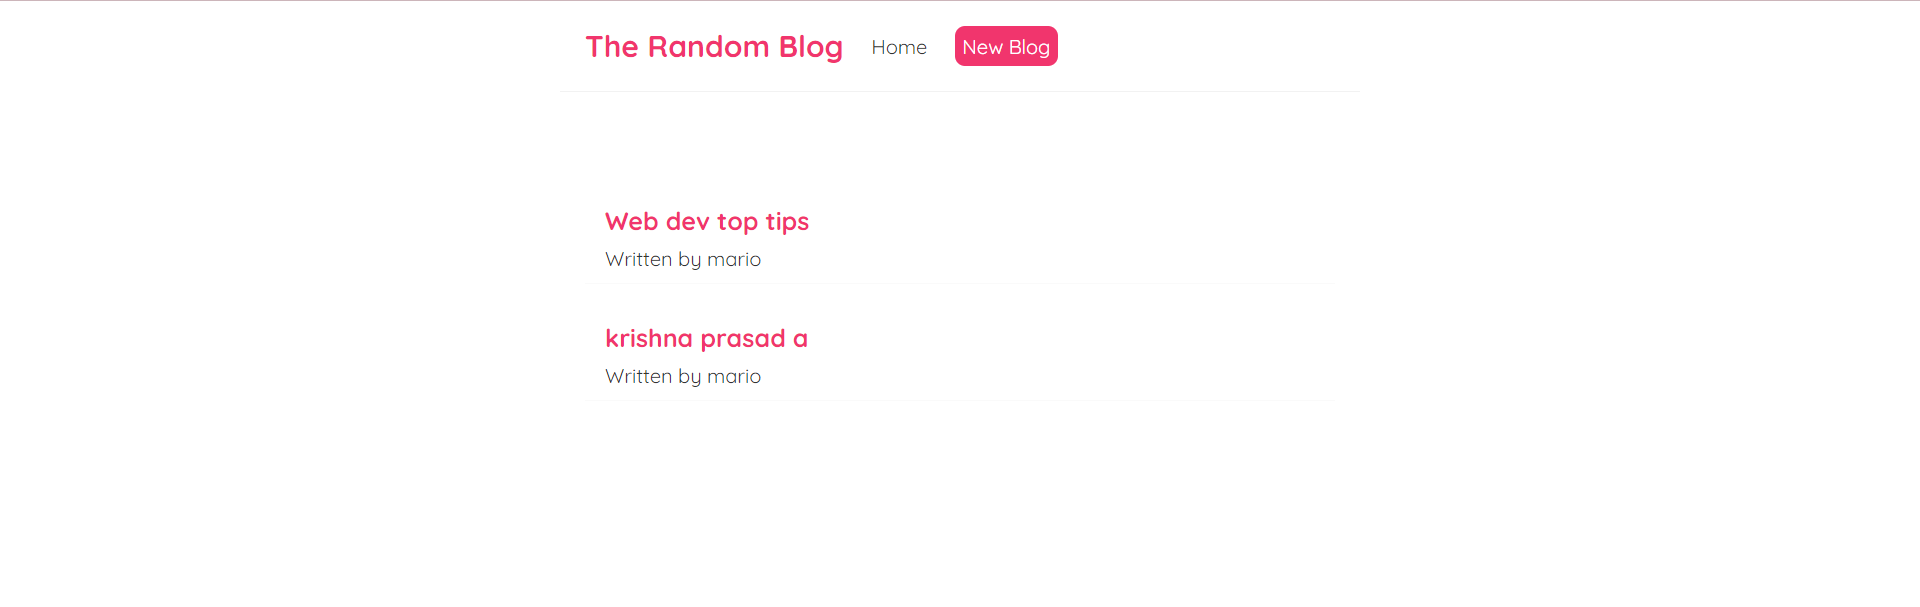 The Random Blog Home New Blog
Web dev top tips
Written by mario
krishna prasad a
Written by mario